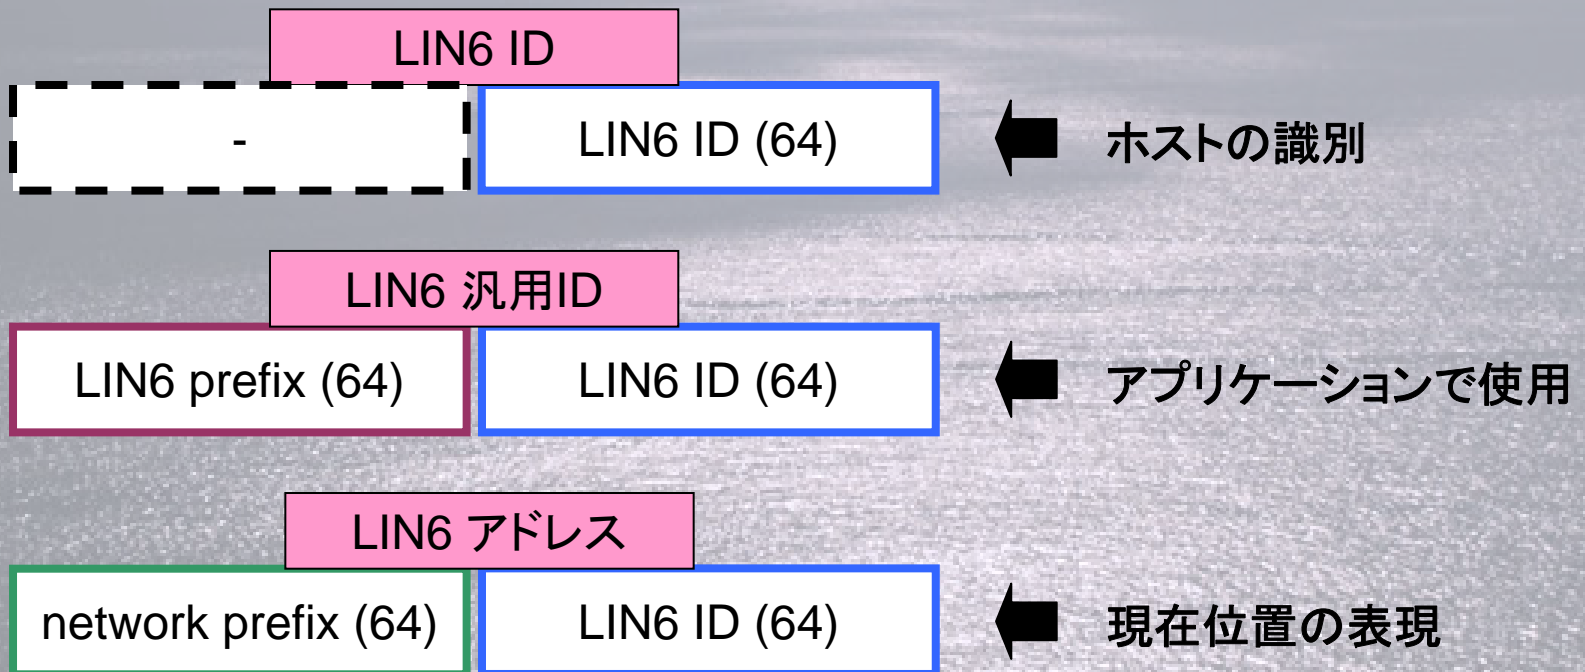 LIN6 ID
-
LIN6 ID (64)
ホストの識別
LIN6 汎用ID
LIN6 prefix (64)
LIN6 ID (64)
アプリケーションで使用
LIN6 アドレス
network prefix (64)
LIN6 ID (64)
現在位置の表現